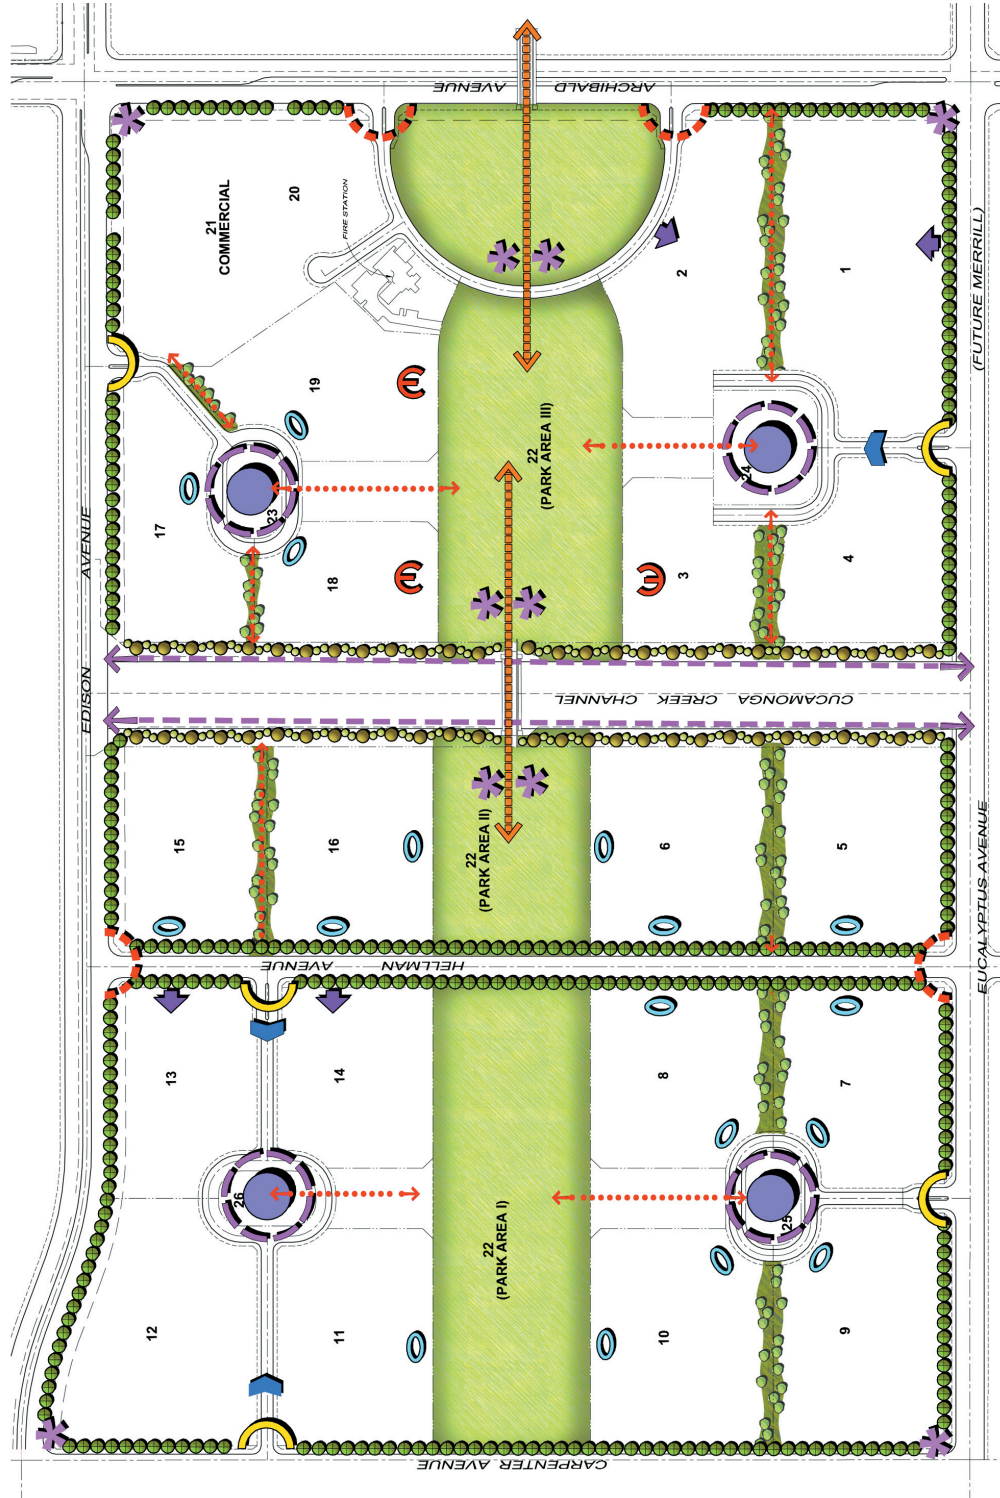 ARCHIBALD AVENUE
21
COMMERCIAL
20
FIRE STATION
2
1
(FUTURE MERRILL)
19
22
(PARK AREA III)
24
23
17
18
3
4
EDISON AVENUE
CUCAMONGA CREEK CHANNEL
15
16
22
(PARK AREA II)
6
5
EUCALYPTUS AVENUE
HELLMAN AVENUE
13
14
8
7
26
25
22
(PARK AREA I)
12
11
10
9
CARPENTER AVENUE